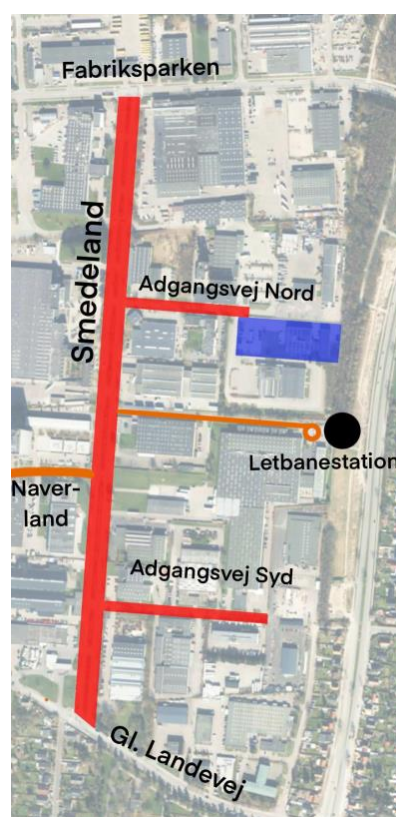 Fabriksparken
Smedeland
Adgangsvej Nord
Letbanestation
Naver-
land
Adgangsvej Syd
Gl. Landevej